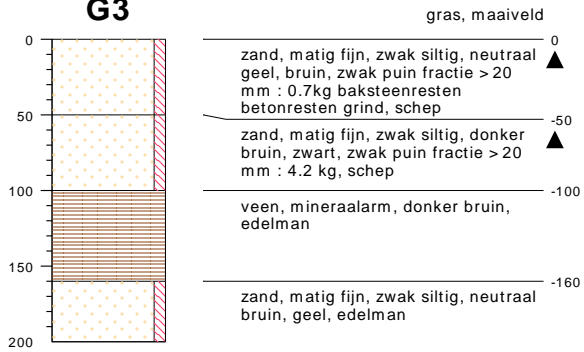 G3
gras, maaiveld
0
0
zand, matig fijn, zwak siltig, neutraal
geel, bruin, zwak puin fractie > 20
mm : 0.7kg baksteenresten
betonresten grind, schep
50
-50
zand, matig fijn, zwak siltig, donker
bruin, zwart, zwak puin fractie > 20
mm : 4.2 kg, schep
100
-100
veen, mineraalarm, donker bruin,
edelman
150
-160
zand, matig fijn, zwak siltig, neutraal
bruin, geel, edelman
200